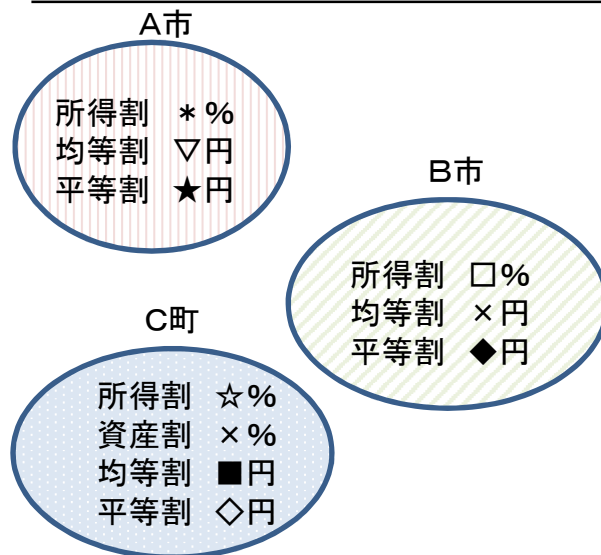 A市
所得割 *%
均等割 ▽円
平等割 ★円
B市
所得割 □%
均等割 ×円
平等割 ◆円
C町
所得割 ☆%
資産割 ×%
均等割 ■円
平等割 ◇円